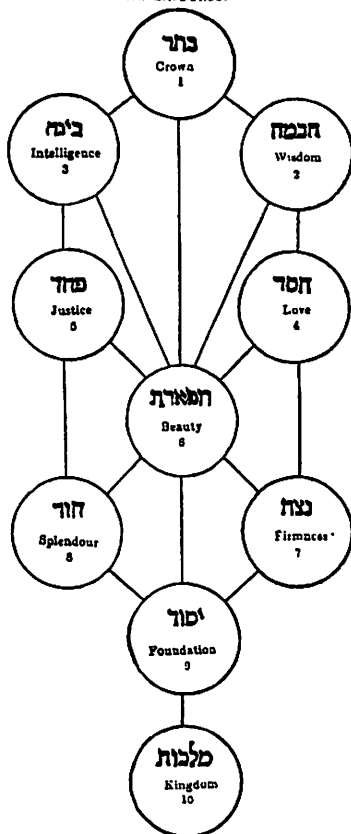 כתר
Crown
1
בינה
Intelligence
3
חכמה
Wisdom
2
פחד
Justice
5
חסד
Love
4
תפארת
Beauty
6
הוד
Splendour
8
נצח
Firmness
7
יסוד
Foundation
9
מלכות
Kingdom
10